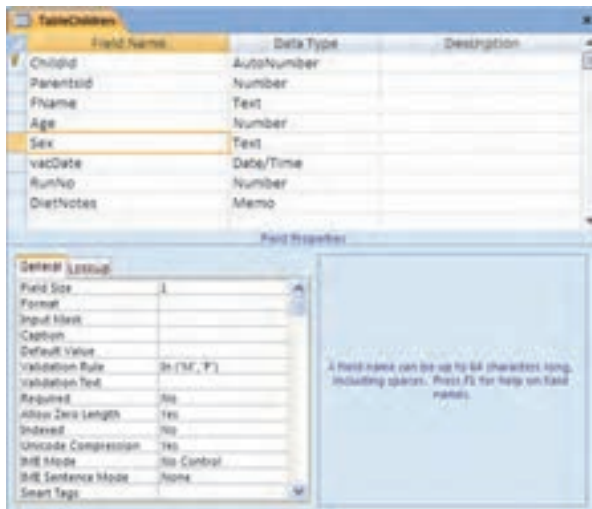 TableChildren
Field Name Data Type Description
ChildId AutoNumber
ParentsId Number
FName Text
Age Number
Sex Text
vacDate Date/Time
RunNo Number
DietNotes Memo
Field Properties
General Lookup
Field Size 1
Format
Input Mask
Caption
Default Value
Validation Rule In ('M', 'F')
Validation Text
Required No
Allow Zero Length Yes
Indexed No
Unicode Compression Yes
IME Mode No Control
IME Sentence Mode None
Smart Tags
A field name can be up to 64 characters long,
including spaces. Press F1 for help on field
names.